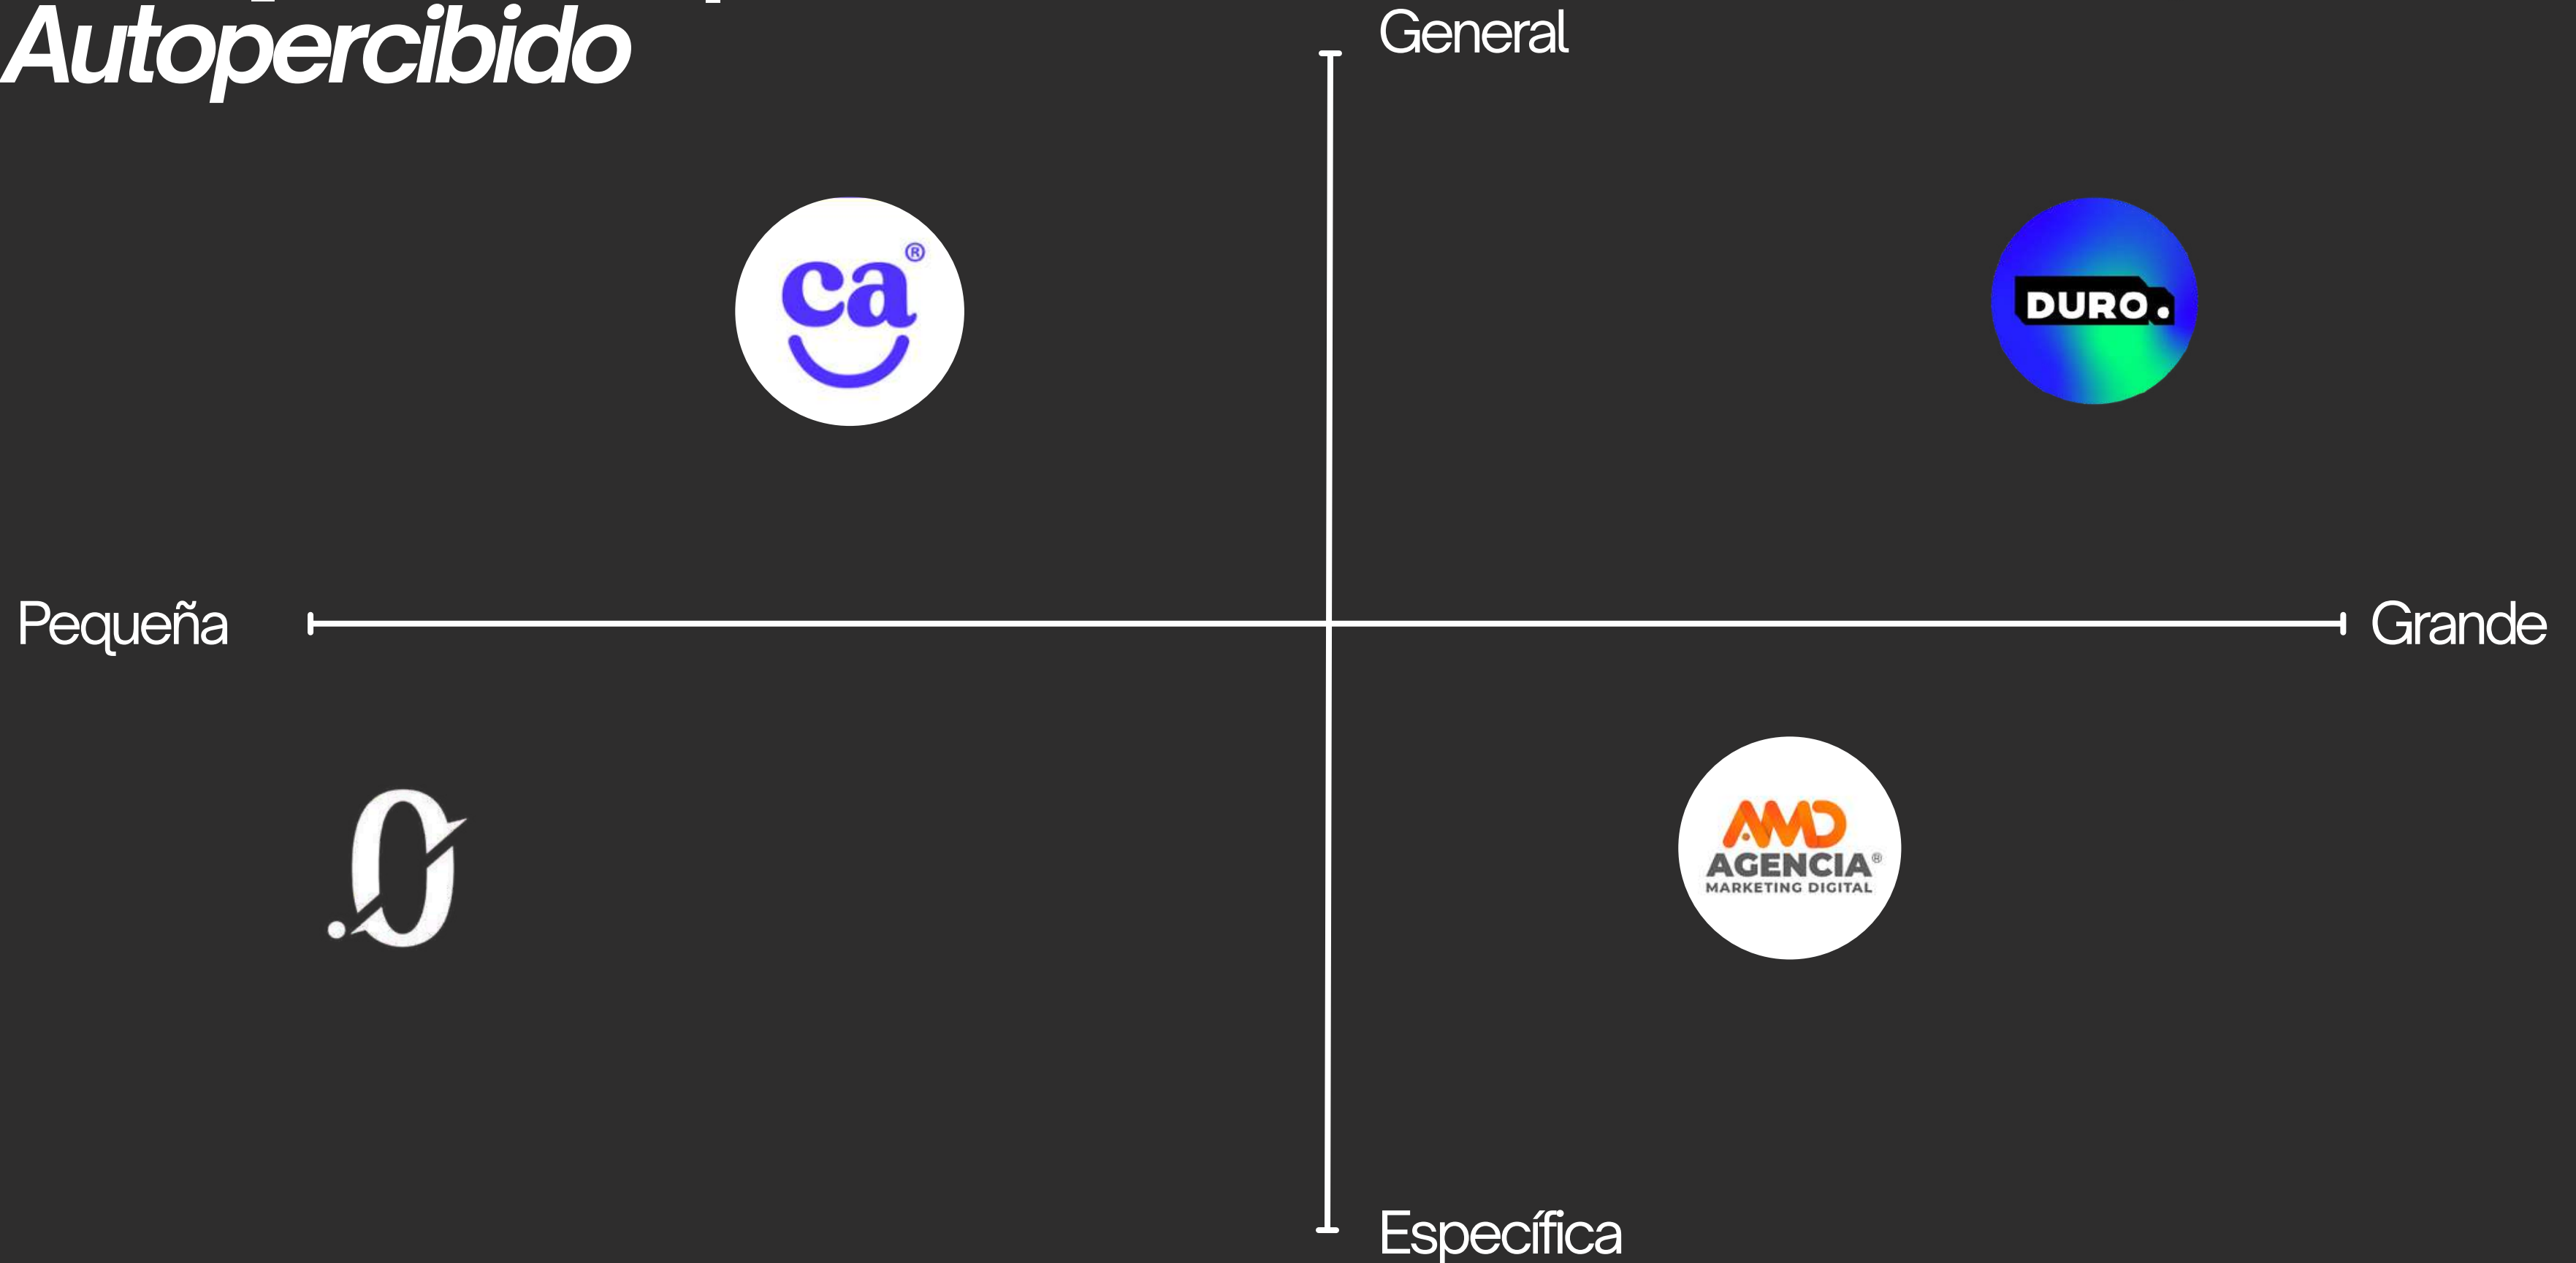 Autopercibido
General
ca®
DURO.
Pequeña
Grande
AMD
AGENCIA®
MARKETING DIGITAL
Específica